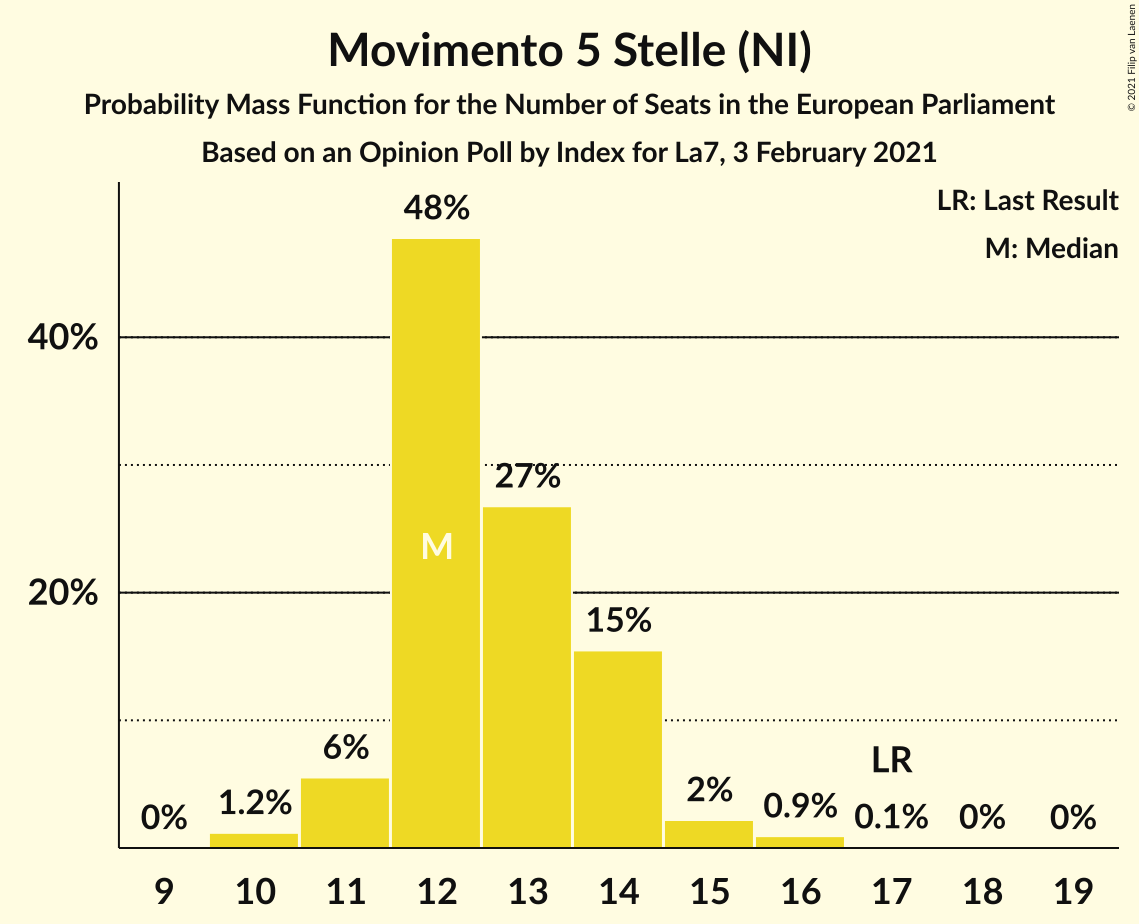 Movimento 5 Stelle (NI)
Probability Mass Function for the Number of Seats in the European Parliament
Based on an Opinion Poll by Index for La7, 3 February 2021
© 2021 Filip van Laenen
LR: Last Result
M: Median
48%
40%
27%
M
20%
15%
6%
LR
0%
1.2%
2%
0.9%
0.1%
0%
0%
9 10 11 12 13 14 15 16 17 18 19